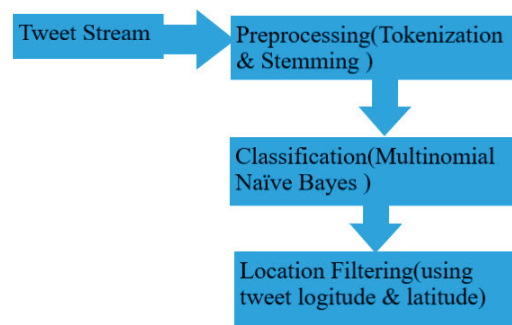 Tweet Stream
Preprocessing(Tokenization
& Stemming )
Classification(Multinomial
Naïve Bayes )
Location Filtering(using
tweet logitude & latitude)